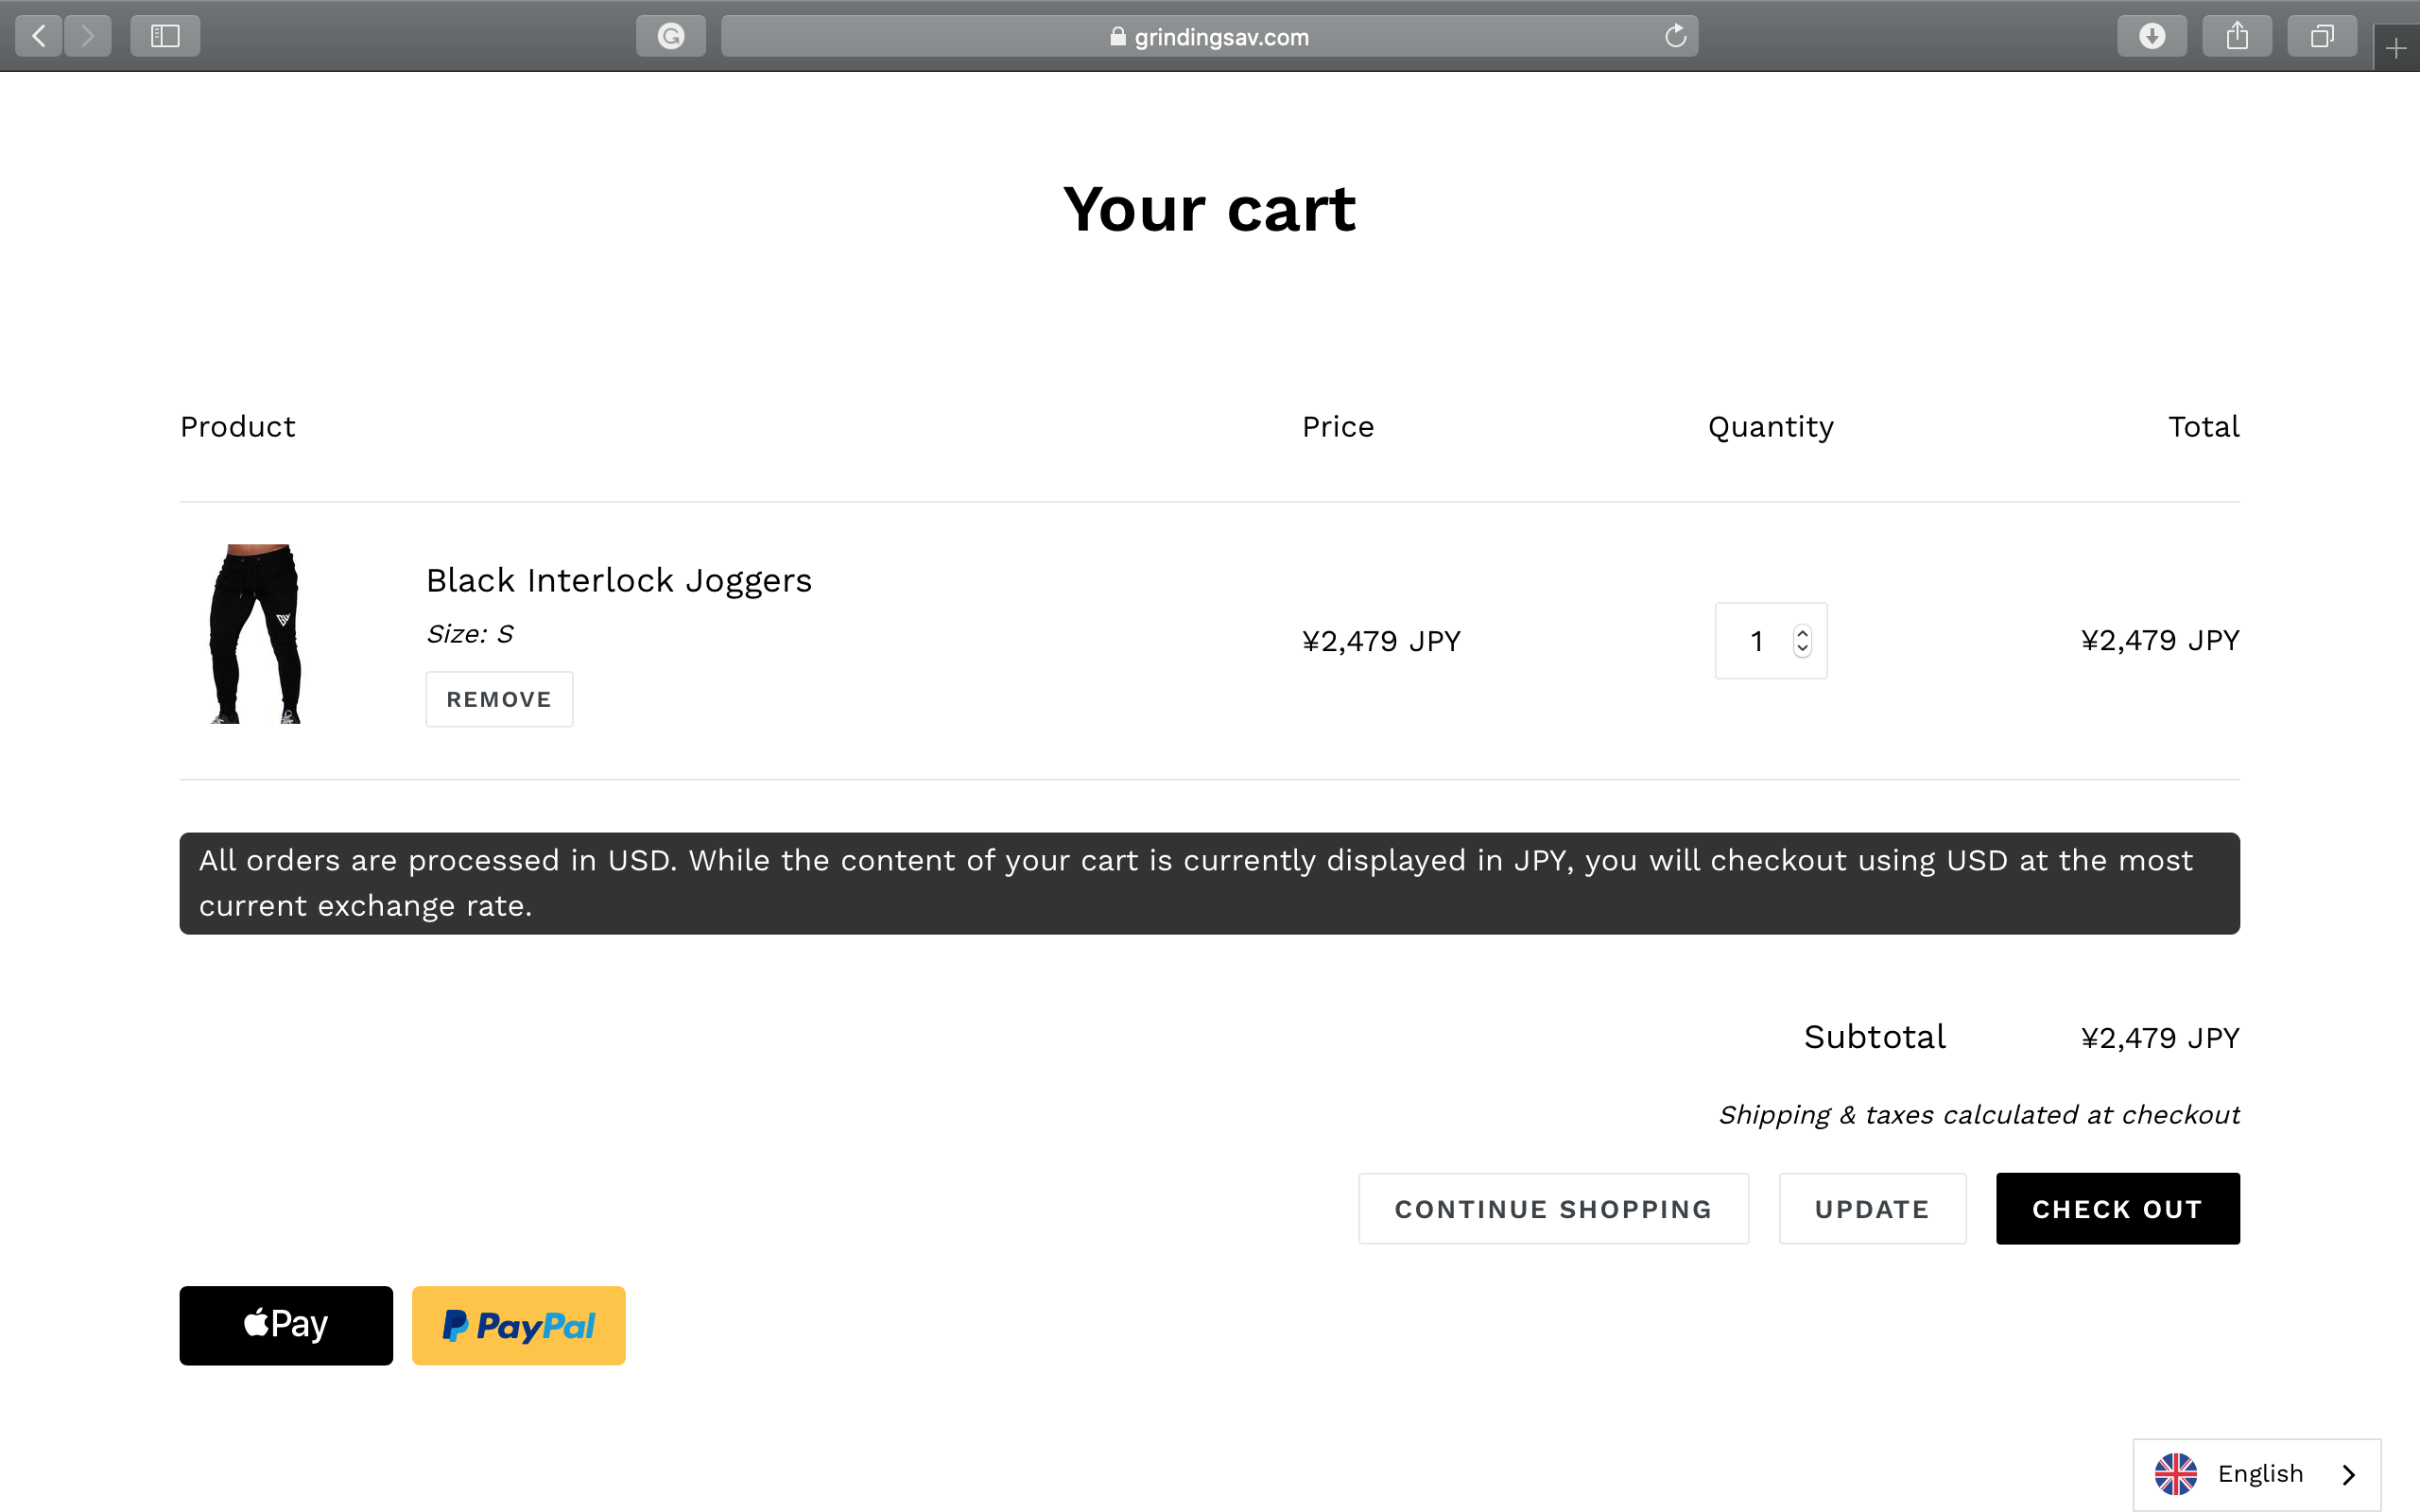 grindingsav.com
Your cart
Product Price Quantity Total
Black Interlock Joggers
Size: S
¥2,479 JPY 1 ¥2,479 JPY
REMOVE
All orders are processed in USD. While the content of your cart is currently displayed in JPY, you will checkout using USD at the most
current exchange rate.
Subtotal ¥2,479 JPY
Shipping & taxes calculated at checkout
CONTINUE SHOPPING UPDATE CHECK OUT
Pay PayPal
English